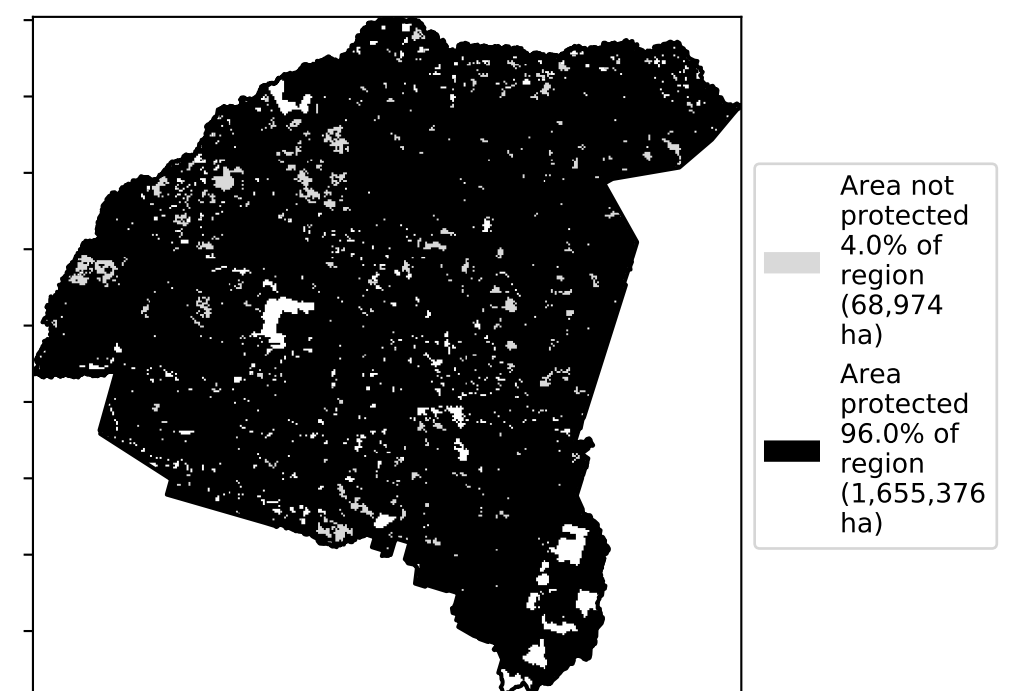 Area not
protected
4.0% of
region
(68,974
ha)
Area
protected
96.0% of
region
(1,655,376
ha)